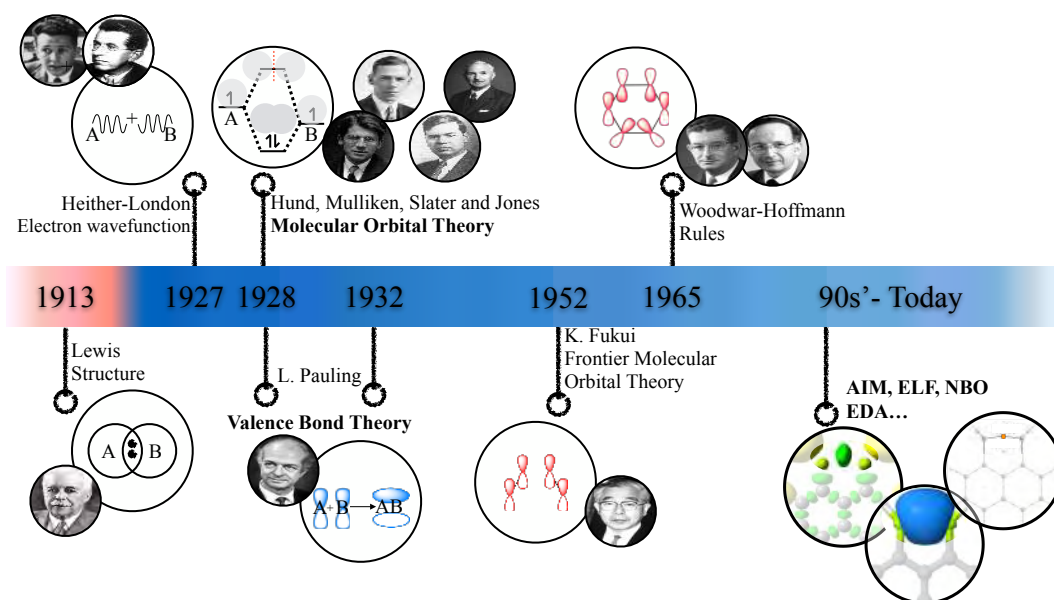 A + B
Heither-London
Electron wavefunction
1
A
1
B
Hund, Mulliken, Slater and Jones
Molecular Orbital Theory
Woodwar-Hoffmann
Rules
1913
1927
1928
1932
1952
1965
90s’- Today
Lewis
Structure
A
B
L. Pauling
Valence Bond Theory
A + B AB
K. Fukui
Frontier Molecular
Orbital Theory
AIM, ELF, NBO
EDA…